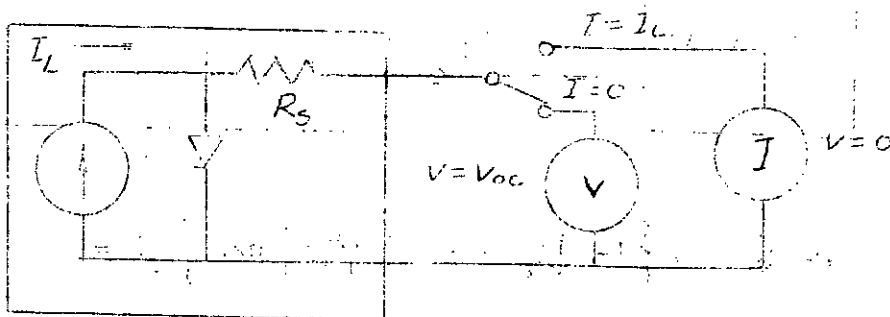 I = I_L
I_L
I = 0
R_S
V = V_OC
V
I
V = 0